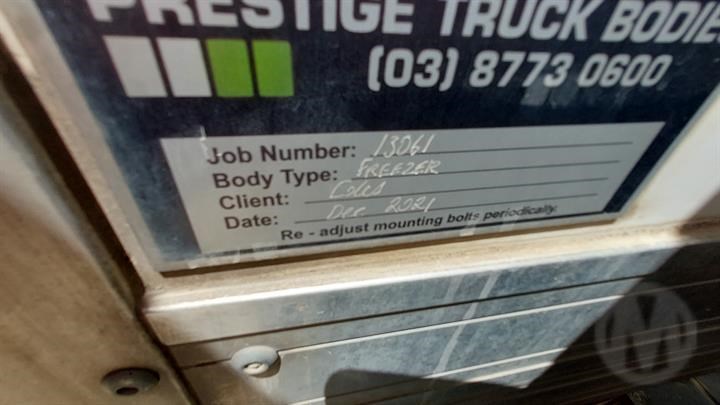 PRESTIGE TRUCK BODIE
(03) 8773 0600
Job Number: 13061
Body Type: FREEZER
Client: Coles
Date: Dec 2021
Re - adjust mounting bolts periodically.
M